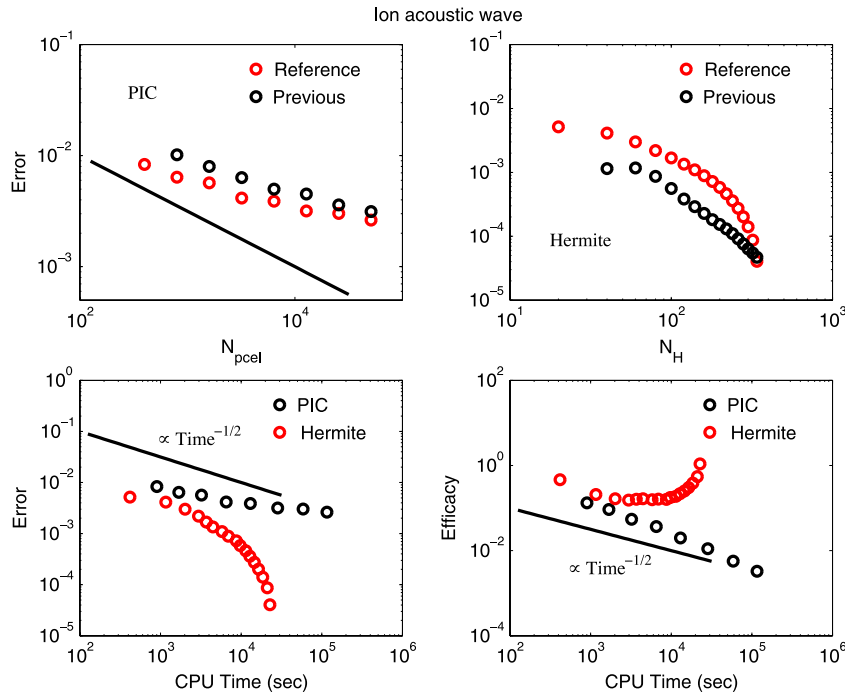 Ion acoustic wave
10^-1
10^-2
10^-3
Error
PIC
Reference
Previous
10^2
10^4
N_pcel
10^0
10^-1
10^-2
10^-3
10^-4
10^-5
Hermite
Reference
Previous
10^1
10^2
10^3
N_H
10^0
10^-1
10^-2
10^-3
10^-4
10^-5
Error
PIC
Hermite
∝ Time^-1/2
10^2
10^3
10^4
10^5
10^6
CPU Time (sec)
10^2
10^0
10^-2
10^-4
Efficacy
PIC
Hermite
∝ Time^-1/2
10^2
10^3
10^4
10^5
10^6
CPU Time (sec)